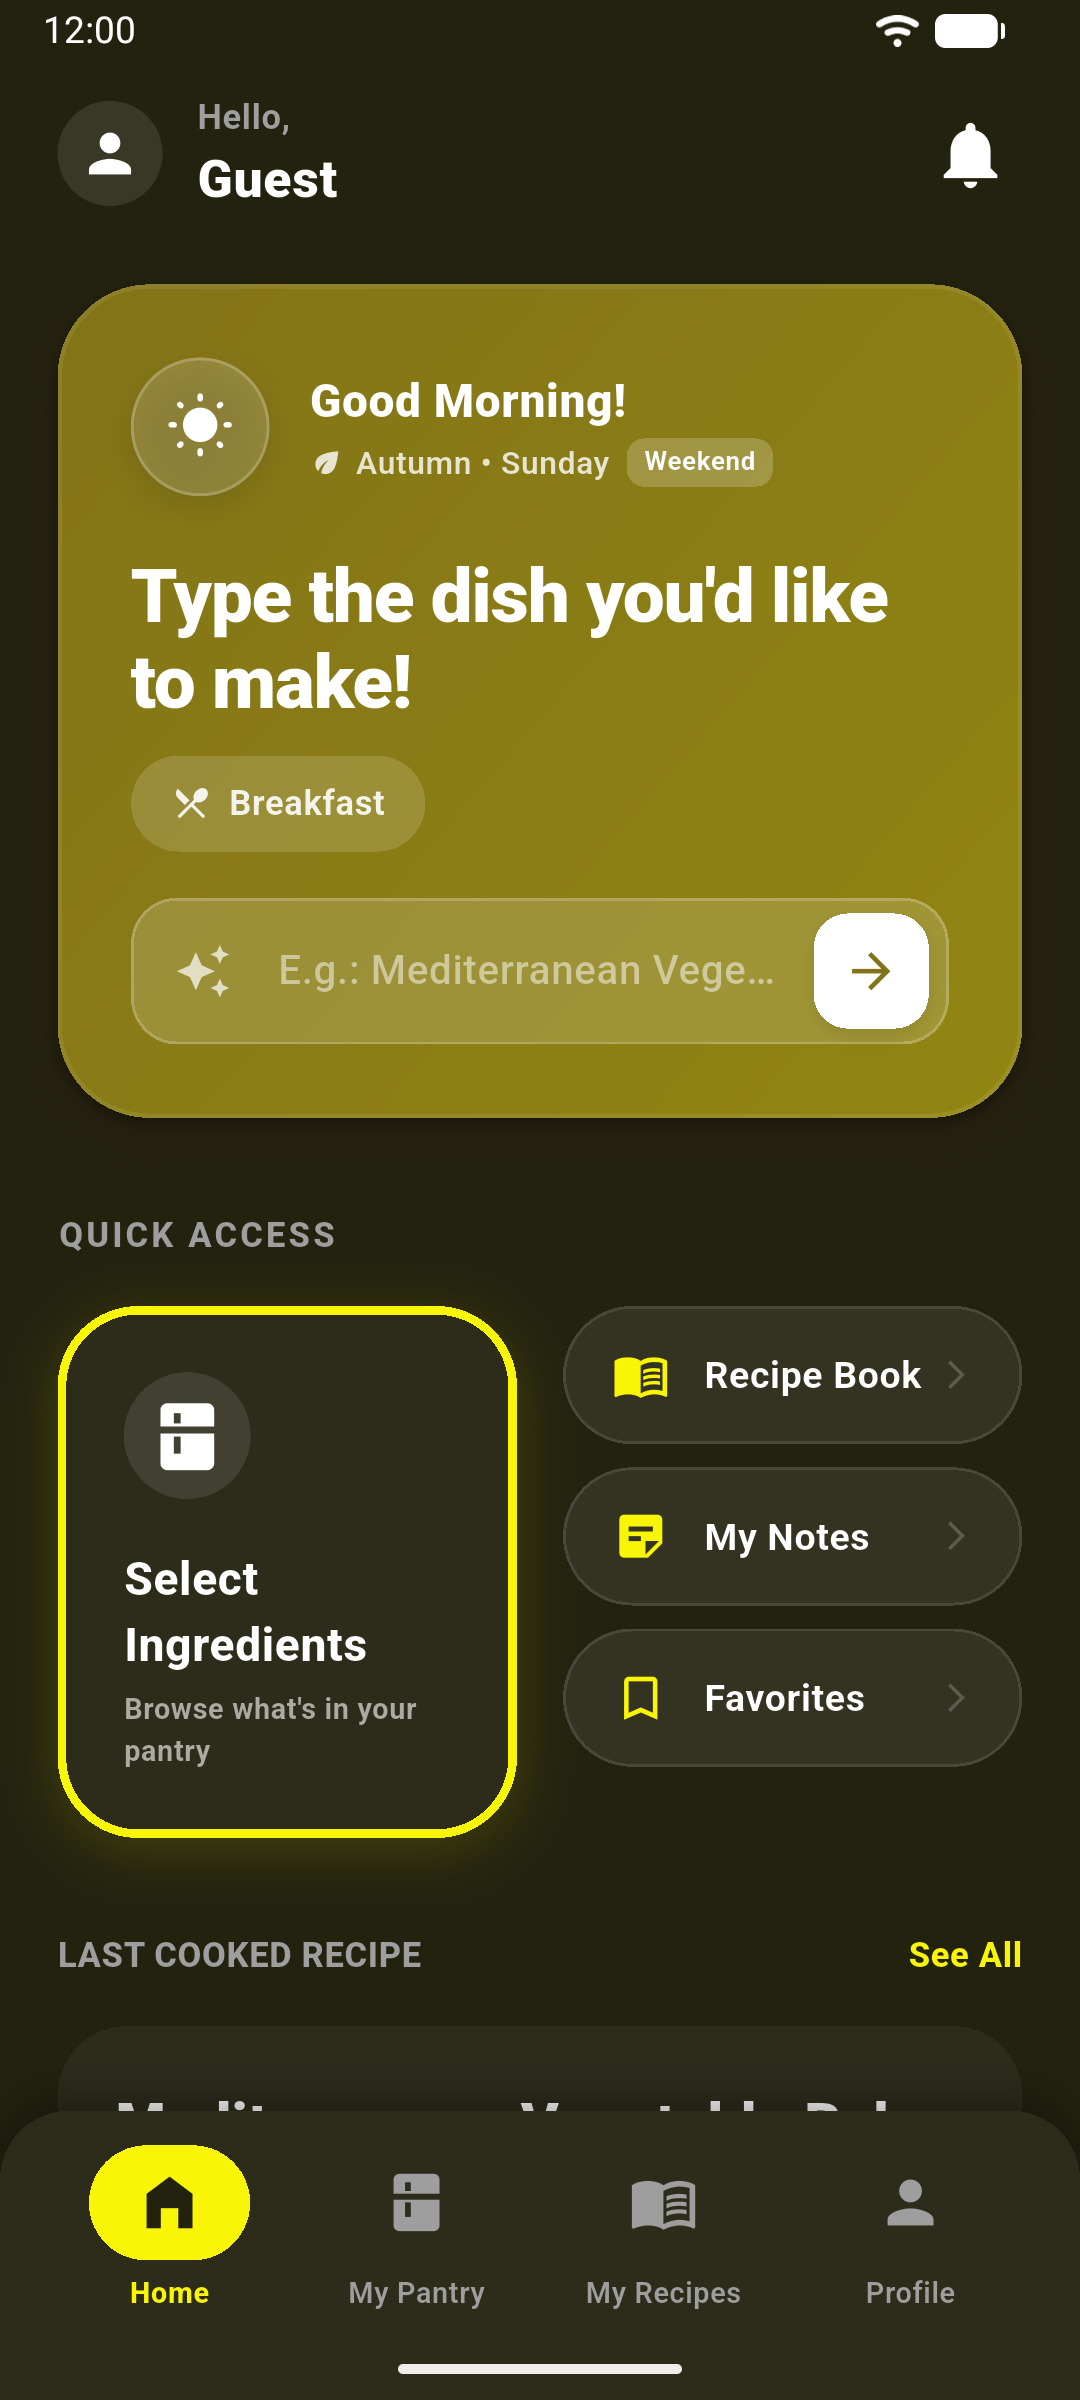 12:00
Hello,
Guest
Good Morning!
Autumn • Sunday
Weekend
Type the dish you'd like
to make!
Breakfast
E.g.: Mediterranean Vege...
QUICK ACCESS
Select
Ingredients
Browse what's in your
pantry
Recipe Book
My Notes
Favorites
LAST COOKED RECIPE
See All
Home
My Pantry
My Recipes
Profile